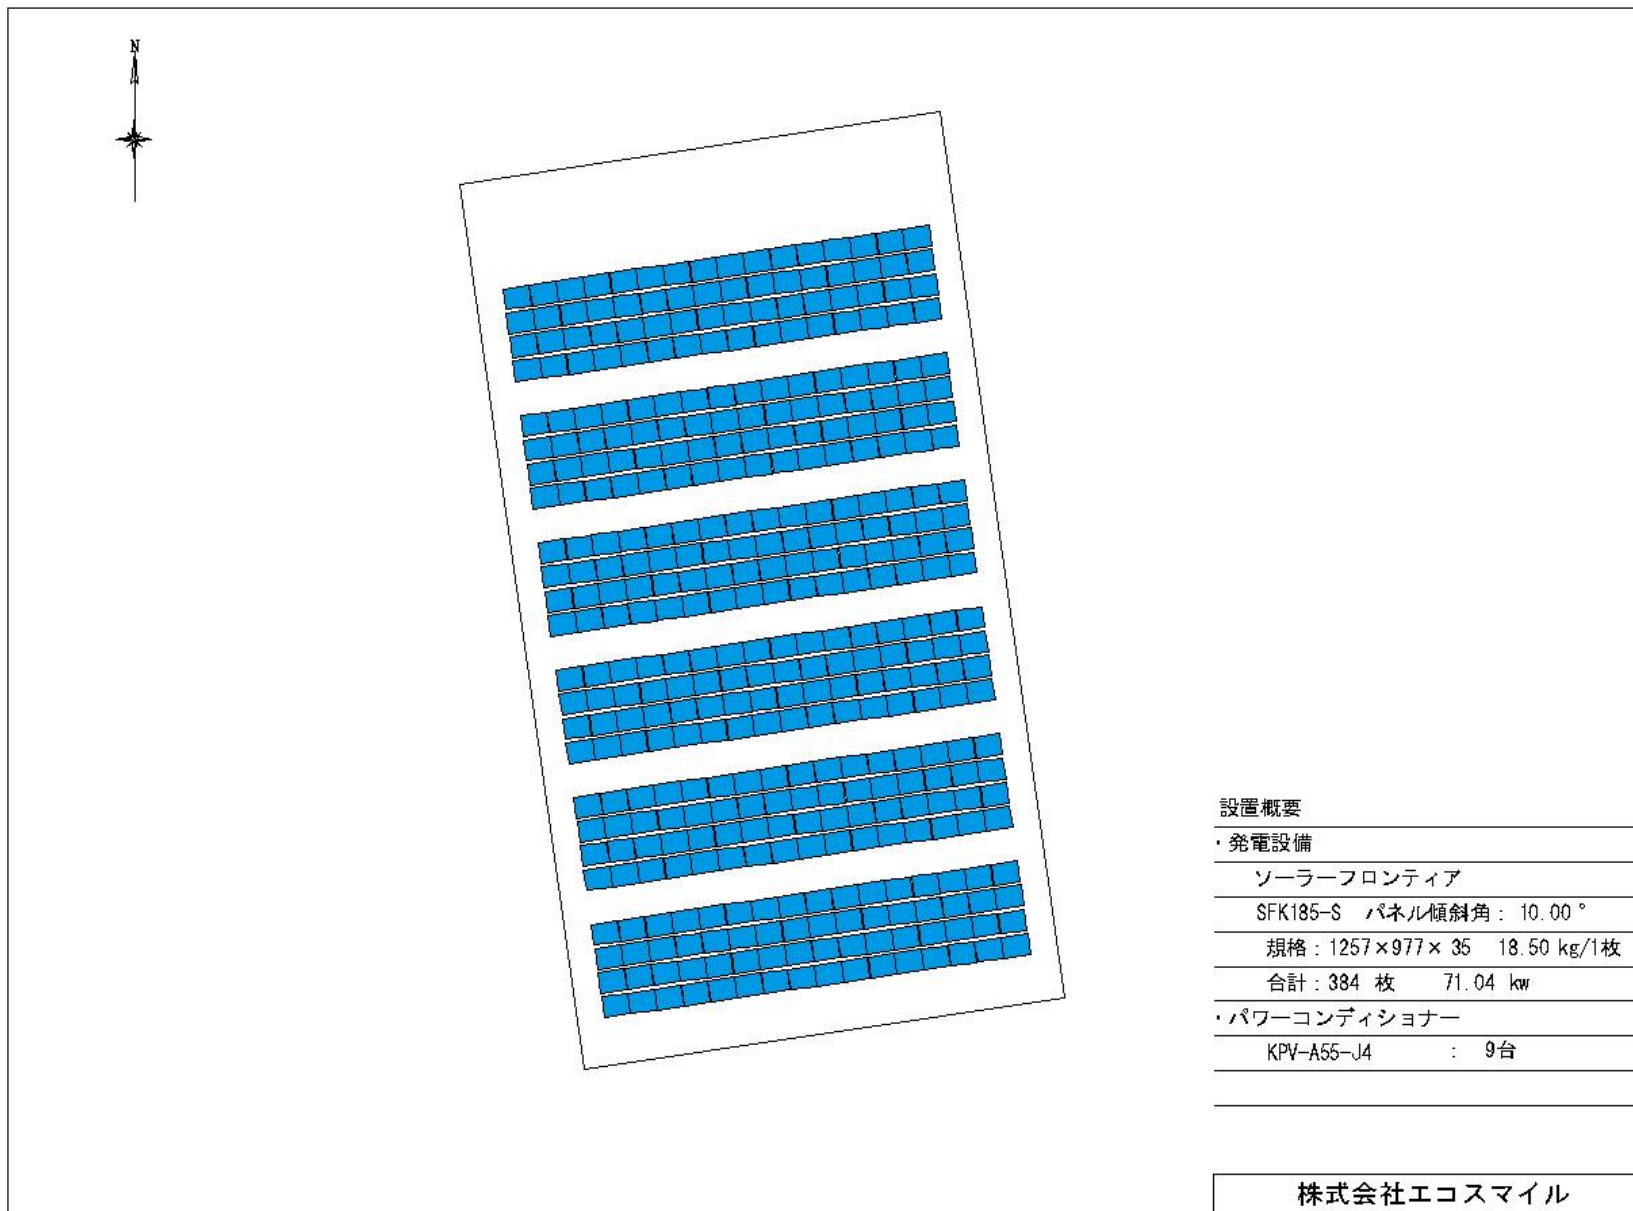 N
設置概要
・発電設備
ソーラーフロンティア
SFK185-S パネル傾斜角: 10.00°
規格:1257×977× 35 18.50 kg/1枚
合計:384 枚 71.04 kw
・パワーコンディショナー
KPV-A55-J4 : 9台
株式会社エコスマイル